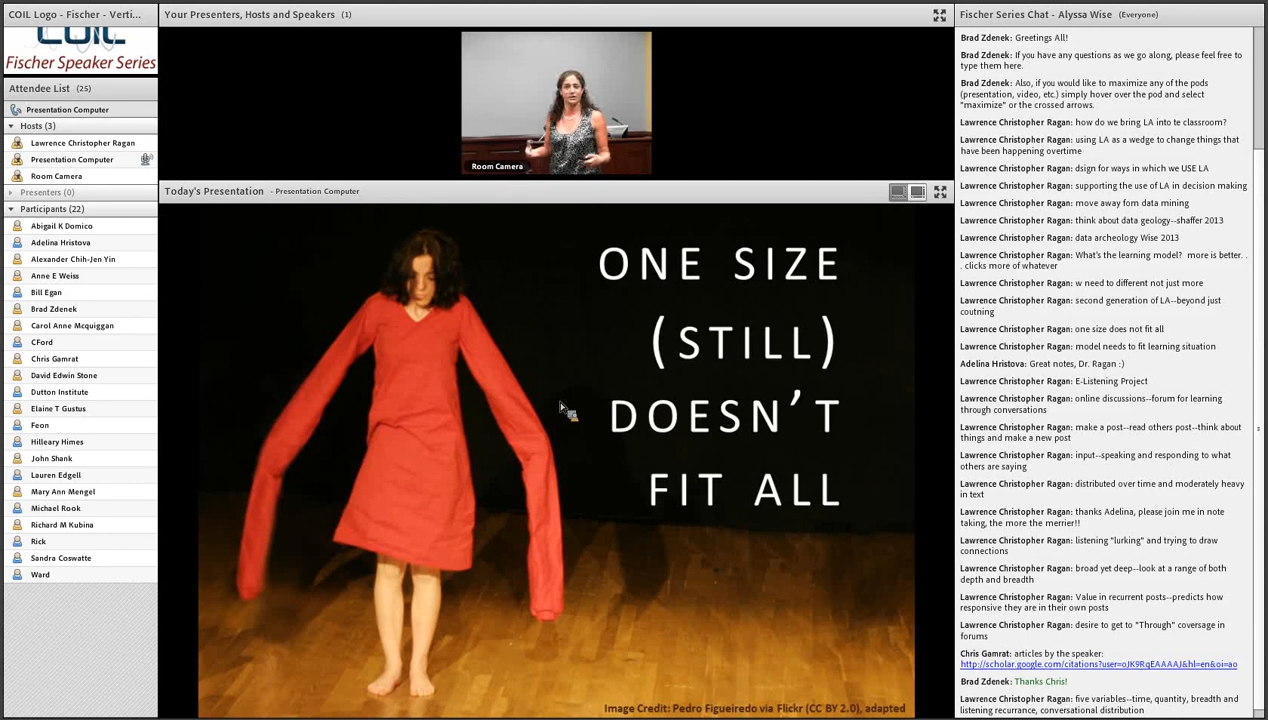 COIL Logo - Fischer - Verti...
COIL
Fischer Speaker Series
Attendee List (25)
Presentation Computer
Hosts (3)
Lawrence Christopher Ragan
Presentation Computer
Room Camera
Presenters (0)
Participants (22)
Abigail K Domico
Adelina Hristova
Alexander Chih-Jen Yin
Anne E Weiss
Bill Egan
Brad Zdenek
Carol Anne Mcquiggan
CFord
Chris Gamrat
David Edwin Stone
Dutton Institute
Elaine T Gustus
Feon
Hilleary Himes
John Shank
Lauren Edgell
Mary Ann Mengel
Michael Rook
Richard M Kubina
Rick
Sandra Coswatte
Ward
Your Presenters, Hosts and Speakers (1)
Room Camera
Today's Presentation - Presentation Computer
ONE SIZE
(STILL)
DOESN'T
FIT ALL
Image Credit: Pedro Figueiredo via Flickr (CC BY 2.0), adapted
Fischer Series Chat - Alyssa Wise (Everyone)
Brad Zdenek: Greetings All!
Brad Zdenek: If you have any questions as we go along, please feel free to
type them here.
Brad Zdenek: Also, if you would like to maximize any of the pods
(presentation, video, etc.) simply hover over the pod and select
"maximize" or the crossed arrows.
Lawrence Christopher Ragan: how do we bring LA into te classroom?
Lawrence Christopher Ragan: using LA as a wedge to change things that
have been happening overtime
Lawrence Christopher Ragan: dsign for ways in which we USE LA
Lawrence Christopher Ragan: supporting the use of LA in decision making
Lawrence Christopher Ragan: move away fom data mining
Lawrence Christopher Ragan: think about data geology--shaffer 2013
Lawrence Christopher Ragan: data archeology Wise 2013
Lawrence Christopher Ragan: What's the learning model? more is better. .
. clicks more of whatever
Lawrence Christopher Ragan: w need to different not just more
Lawrence Christopher Ragan: second generation of LA--beyond just
coutning
Lawrence Christopher Ragan: one size does not fit all
Lawrence Christopher Ragan: model needs to fit learning situation
Adelina Hristova: Great notes, Dr. Ragan :)
Lawrence Christopher Ragan: E-Listening Project
Lawrence Christopher Ragan: online discussions--forum for learning
through conversations
Lawrence Christopher Ragan: make a post--read others post--think about
things and make a new post
Lawrence Christopher Ragan: input--speaking and responding to what
others are saying
Lawrence Christopher Ragan: distributed over time and moderately heavy
in text
Lawrence Christopher Ragan: thanks Adelina, please join me in note
taking, the more the merrier!!
Lawrence Christopher Ragan: listening "lurking" and trying to draw
connections
Lawrence Christopher Ragan: broad yet deep--look at a range of both
depth and breadth
Lawrence Christopher Ragan: Value in recurrent posts--predicts how
responsive they are in their own posts
Lawrence Christopher Ragan: desire to get to "Through" coversage in
forums
Chris Gamrat: articles by the speaker:
http://scholar.google.com/citations?user=oJK9RqEAAAAJ&hl=en&oi=ao
Brad Zdenek: Thanks Chris!
Lawrence Christopher Ragan: five variables--time, quantity, breadth and
listening recurrance, conversational distribution